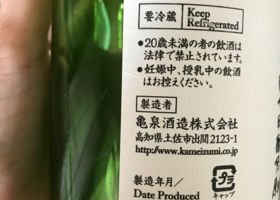 要冷蔵
Keep
Refrigerated
●20歳未満の者の飲酒は
法律で禁止されています。
●妊娠中、授乳中の飲酒
はお控えください。
製造者
亀泉酒造株式会社
高知県土佐市出間2123-1
http://www.kameizumi.co.jp
製造年月/
Date Produced
プラ
キャップ